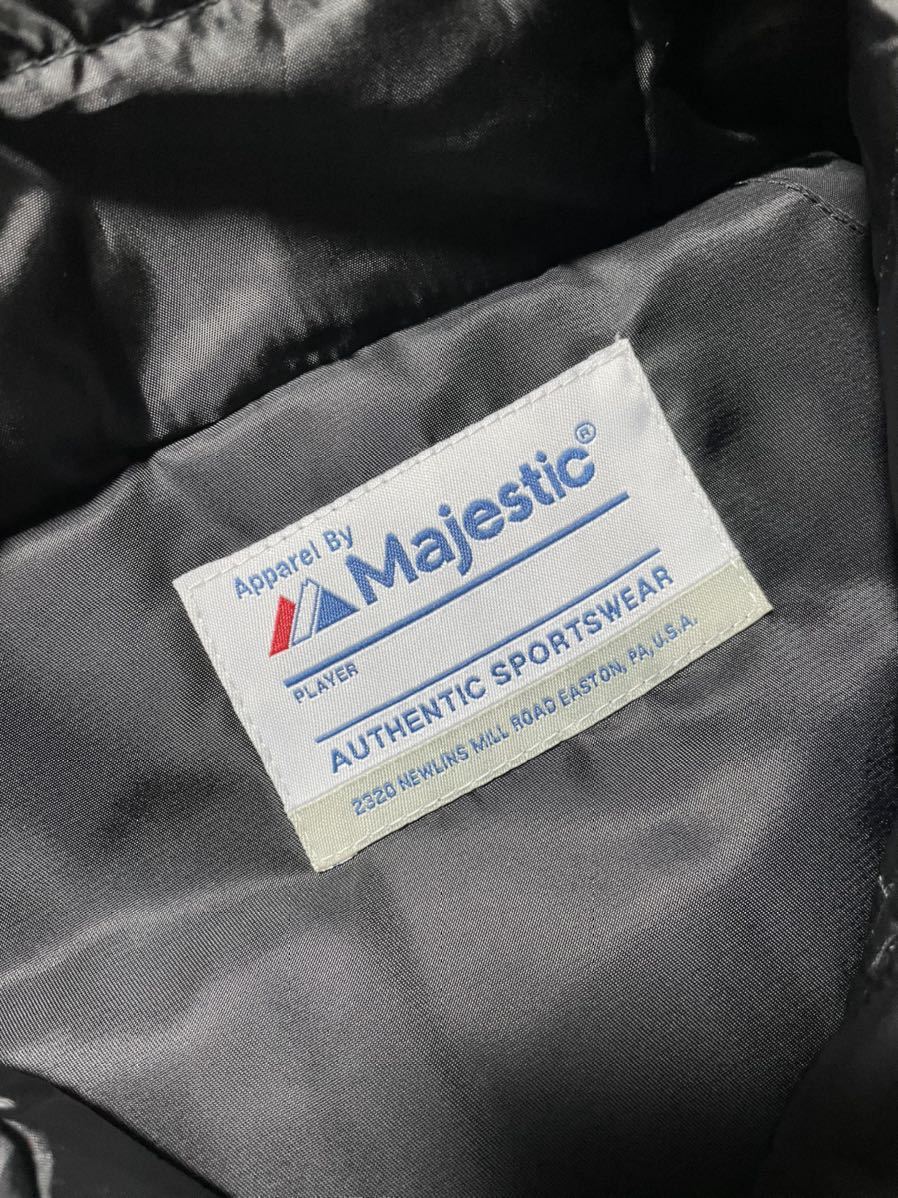 Apparel By
Majestic®
PLAYER
AUTHENTIC SPORTSWEAR
2320 NEWLINS MILL ROAD EASTON, PA, U.S.A.